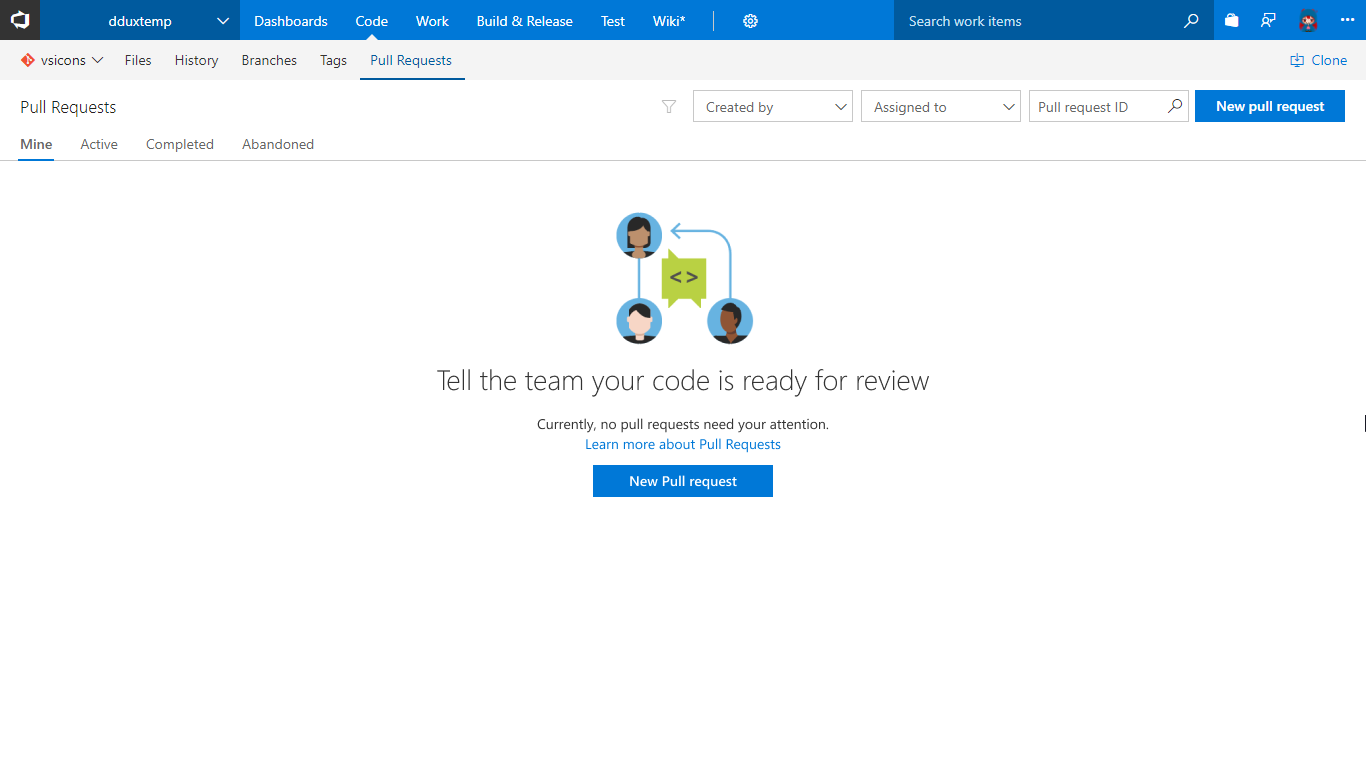 dduxtemp Dashboards Code Work Build & Release Test Wiki* Search work items
vsicons Files History Branches Tags Pull Requests Clone
Pull Requests Created by Assigned to Pull request ID New pull request
Mine Active Completed Abandoned
< >
Tell the team your code is ready for review
Currently, no pull requests need your attention.
Learn more about Pull Requests
New Pull request